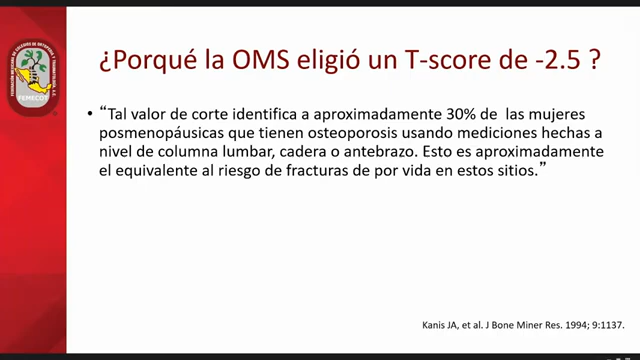 ¿Porqué la OMS eligió un T-score de -2.5 ?
• “Tal valor de corte identifica a aproximadamente 30% de las mujeres
posmenopáusicas que tienen osteoporosis usando mediciones hechas a
nivel de columna lumbar, cadera o antebrazo. Esto es aproximadamente
el equivalente al riesgo de fracturas de por vida en estos sitios.”
FEMECOT
Kanis JA, et al. J Bone Miner Res. 1994; 9:1137.